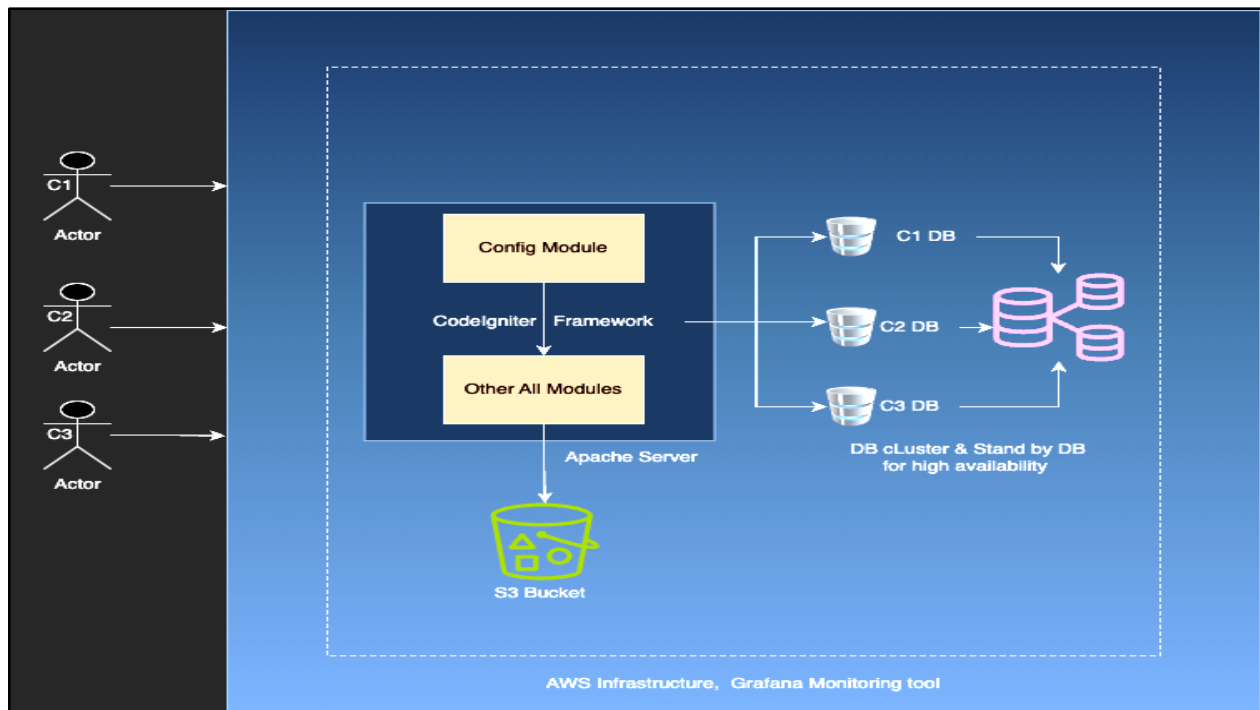 C1
Actor
C2
Actor
C3
Actor
Config Module
CodeIgniter Framework
Other All Modules
Apache Server
S3 Bucket
C1 DB
C2 DB
C3 DB
DB cLuster & Stand by DB
for high availability
AWS Infrastructure, Grafana Monitoring tool